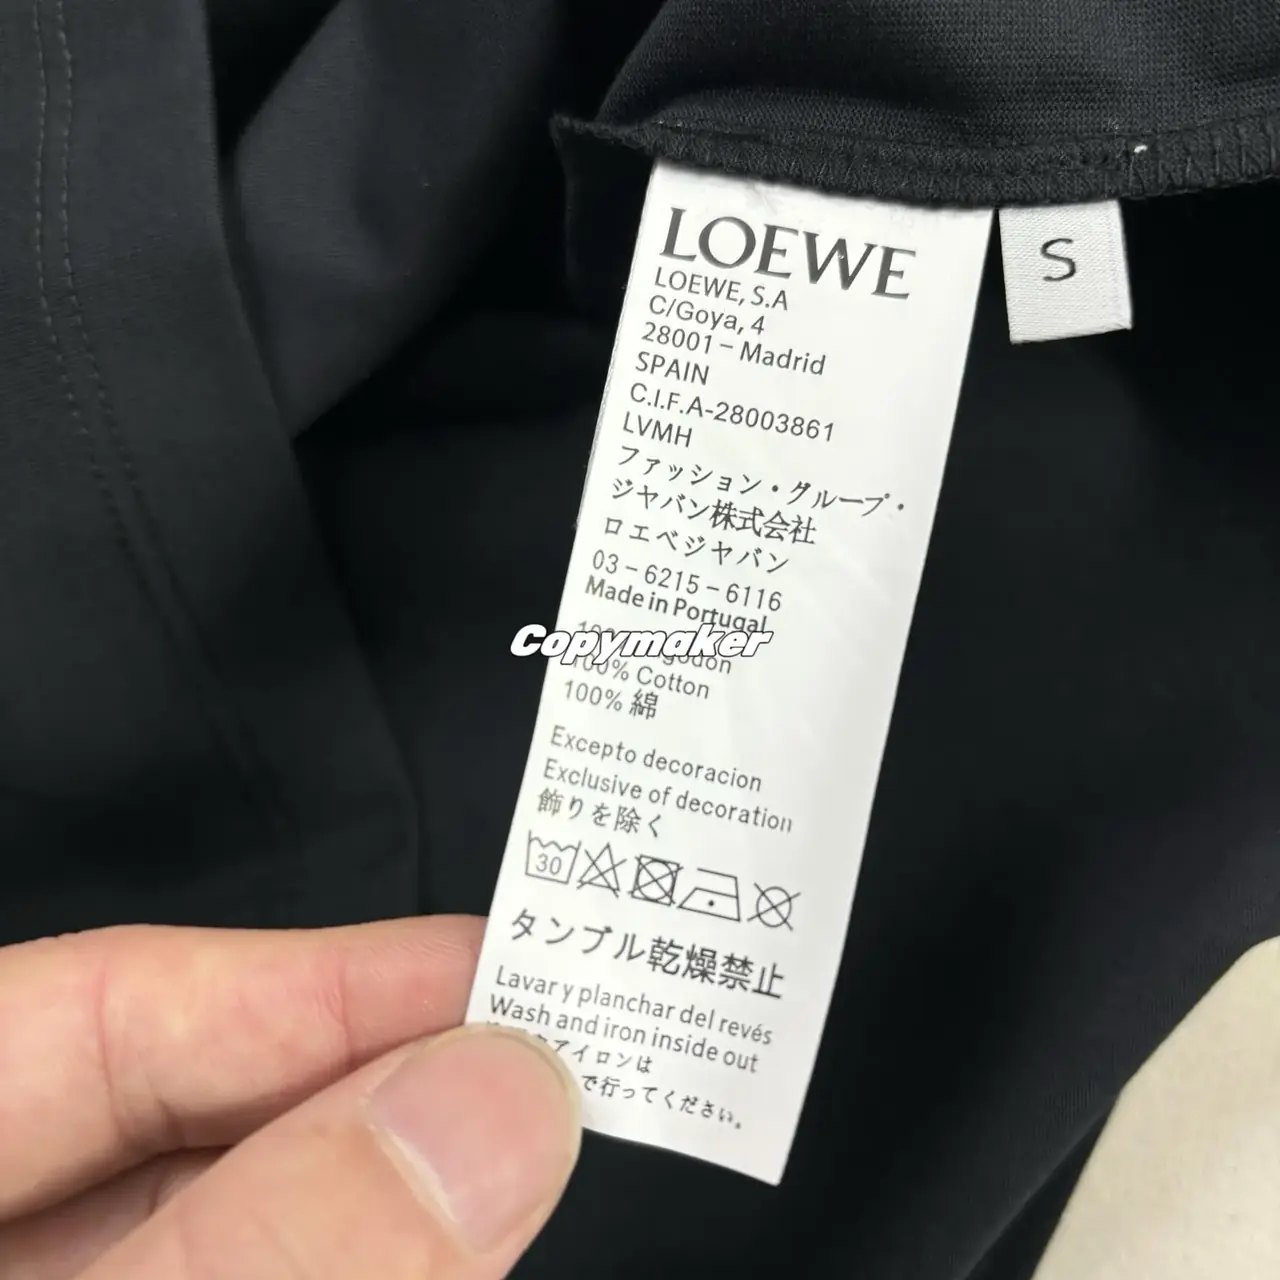 LOEWE
S
LOEWE, S.A
C/Goya, 4
28001 – Madrid
SPAIN
C.I.F.A-28003861
LVMH
ファッション・グループ・
ジャパン株式会社
ロエベジャパン
03 – 6215 – 6116
Made in Portugal
Copymaker
100% Cotton
100% 綿
Excepto decoracion
Exclusive of decoration
飾りを除く
30
タンブル乾燥禁止
Lavar y planchar del revés
Wash and iron inside out
アイロンは
で行ってください。